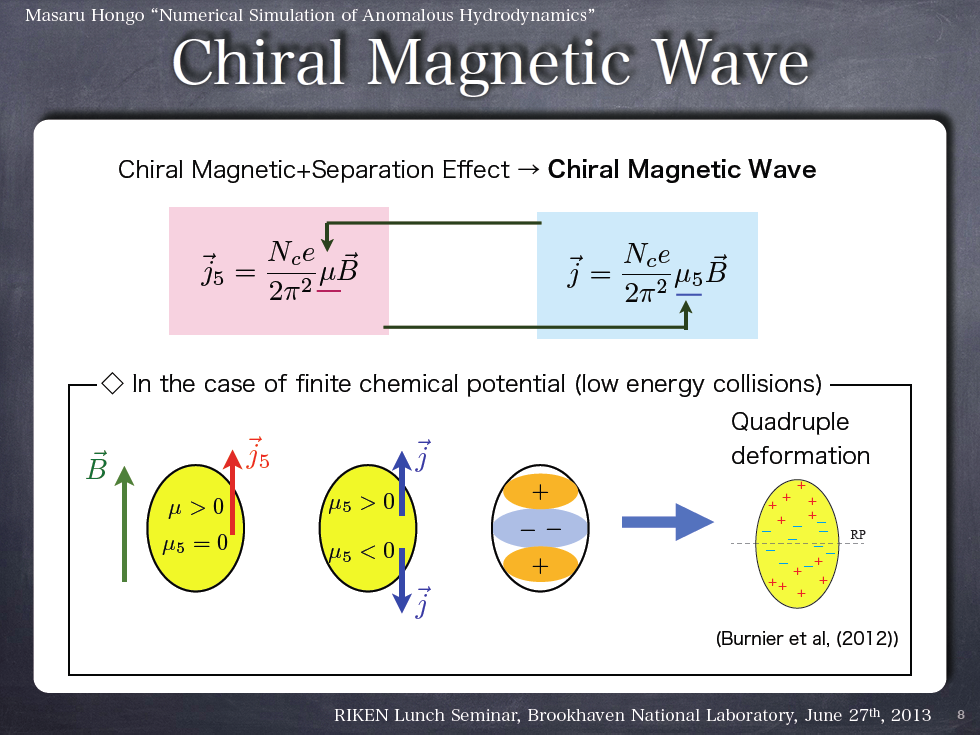 Masaru Hongo “Numerical Simulation of Anomalous Hydrodynamics”
Chiral Magnetic Wave
Chiral Magnetic+Separation Effect → Chiral Magnetic Wave
$\vec{j}_5 = \frac{N_c e}{2\pi^2} \mu \vec{B}$
$\vec{j} = \frac{N_c e}{2\pi^2} \mu_5 \vec{B}$
◇ In the case of finite chemical potential (low energy collisions)
Quadruple
deformation
$\vec{B}$
$\mu > 0$
$\mu_5 = 0$
$\vec{j}_5$
$\mu_5 > 0$
$\mu_5 < 0$
$\vec{j}$
$\vec{j}$
+
− −
+
RP
(Burnier et al, (2012))
RIKEN Lunch Seminar, Brookhaven National Laboratory, June 27th, 2013
8